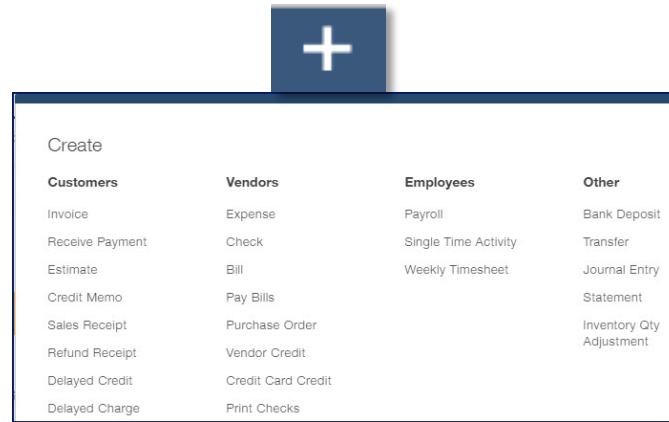 Create
Customers Vendors Employees Other
Invoice Expense Payroll Bank Deposit
Receive Payment Check Single Time Activity Transfer
Estimate Bill Weekly Timesheet Journal Entry
Credit Memo Pay Bills Statement
Sales Receipt Purchase Order Inventory Qty
Adjustment
Refund Receipt Vendor Credit
Delayed Credit Credit Card Credit
Delayed Charge Print Checks